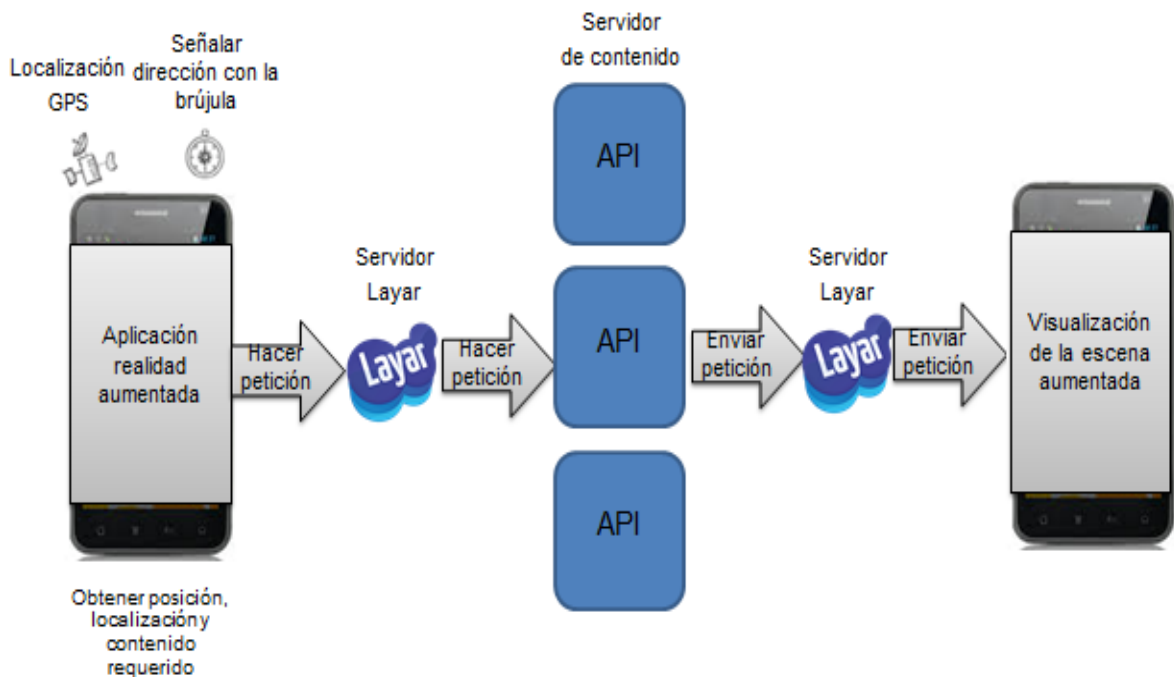 Localización
GPS
Señalar
dirección con la
brújula
Servidor
de contenido
API
API
API
Aplicación
realidad
aumentada
Hacer
petición
Servidor
Layar
Layar
Hacer
petición
Enviar
petición
Servidor
Layar
Layar
Enviar
petición
Visualización
de la escena
aumentada
Obtener posición,
localización y
contenido
requerido